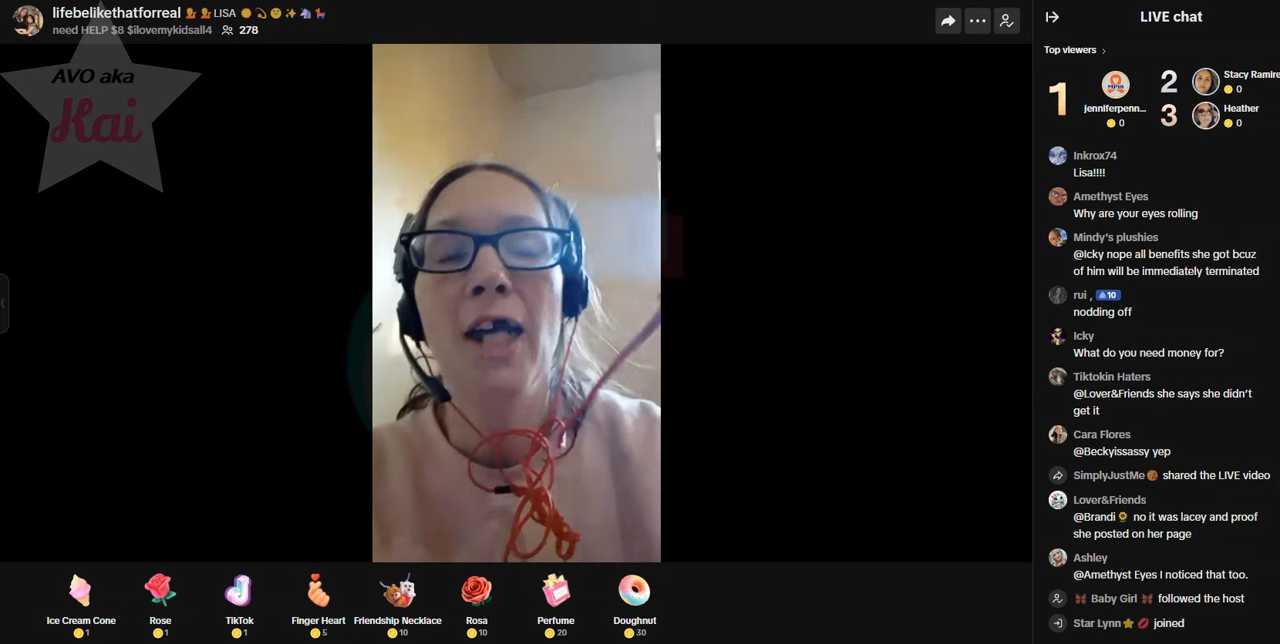 lifebelikethatforreal 💁💁 LISA 🌞💫😊✨🦄🎠
need HELP $8 $ilovemykidsall4 278
AVO aka
Kai
LIVE chat
Top viewers >
1 jenniferpenn... 0
2 Stacy Ramire 0
3 Heather 0
Inkrox74
Lisa!!!!
Amethyst Eyes
Why are your eyes rolling
Mindy's plushies
@Icky nope all benefits she got bcuz
of him will be immediately terminated
rui , 10
nodding off
Icky
What do you need money for?
Tiktokin Haters
@Lover&Friends she says she didn't
get it
Cara Flores
@Beckyissassy yep
SimplyJustMe shared the LIVE video
Lover&Friends
@Brandi🌻 no it was lacey and proof
she posted on her page
Ashley
@Amethyst Eyes I noticed that too.
🦋 Baby Girl 🦋 followed the host
Star Lynn⭐💋 joined
Ice Cream Cone Rose TikTok Finger Heart Friendship Necklace Rosa Perfume Doughnut
1 1 1 5 10 10 20 30